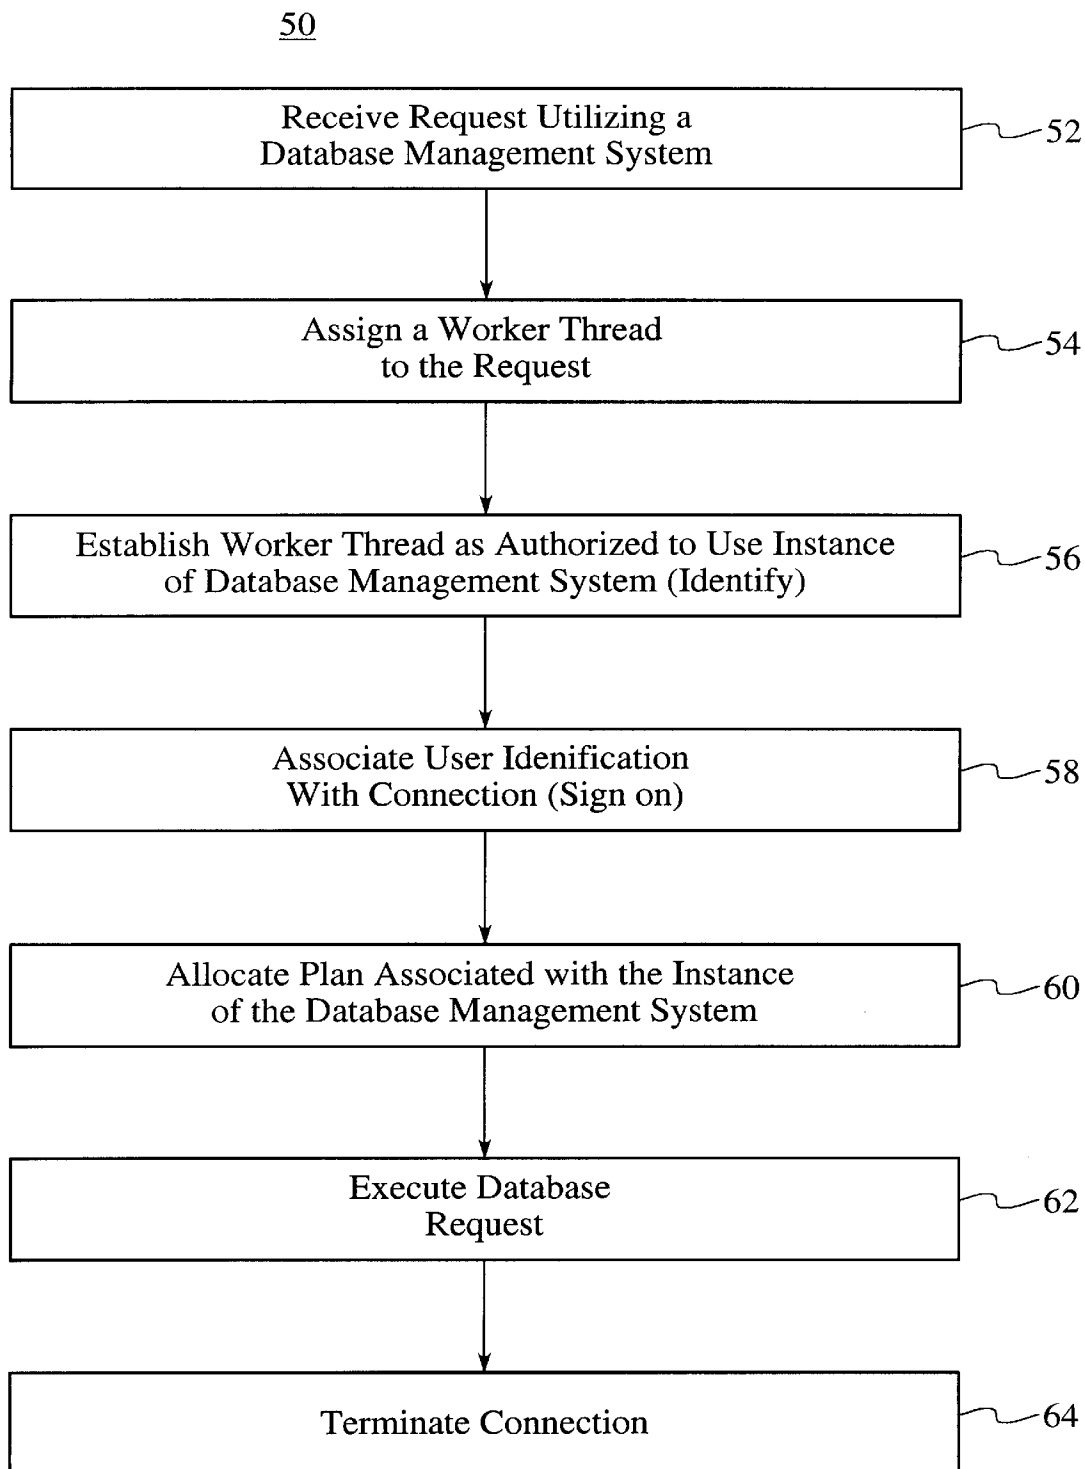 50
Receive Request Utilizing a
Database Management System
52
Assign a Worker Thread
to the Request
54
Establish Worker Thread as Authorized to Use Instance
of Database Management System (Identify)
56
Associate User Idenification
With Connection (Sign on)
58
Allocate Plan Associated with the Instance
of the Database Management System
60
Execute Database
Request
62
Terminate Connection
64